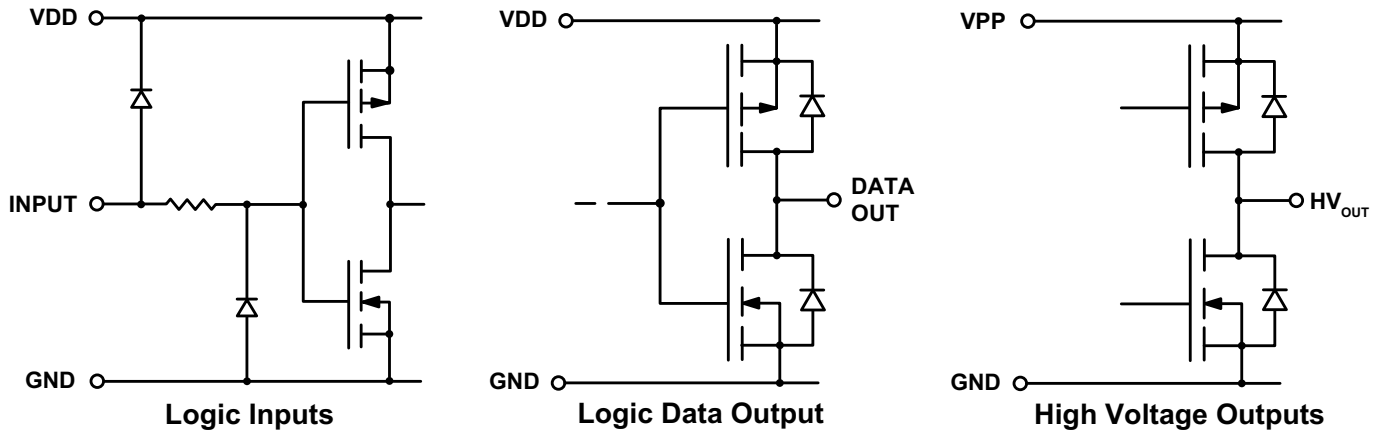 VDD
INPUT
GND
Logic Inputs
VDD
DATA
OUT
GND
Logic Data Output
VPP
HVOUT
GND
High Voltage Outputs